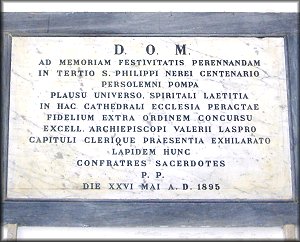 D. O. M.
AD MEMORIAM FESTIVITATIS PERENNANDAM
IN TERTIO S. PHILIPPI NEREI CENTENARIO
PERSOLEMNI POMPA
PLAUSU UNIVERSO, SPIRITALI LAETITIA
IN HAC CATHEDRALI ECCLESIA PERACTAE
FIDELIUM EXTRA ORDINEM CONCURSU
EXCELL. ARCHIEPISCOPI VALERII LASPRO
CAPITULI CLERIQUE PRAESENTIA EXHILARATO
LAPIDEM HUNC
CONFRATRES SACERDOTES
P. P.
DIE XXVI MAI A. D. 1895